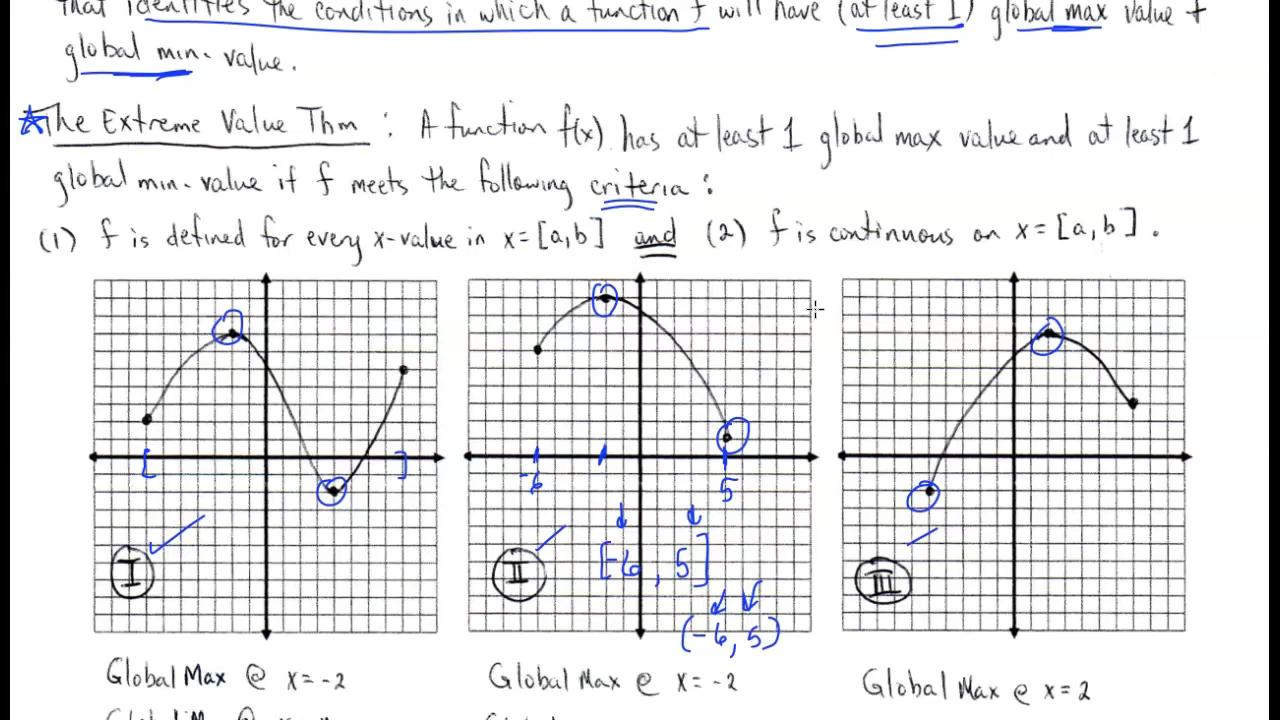 that identifies the conditions in which a function f will have (at least 1) global max value +
global min. value.
The Extreme Value Thm : A function f(x) has at least 1 global max value and at least 1
global min. value if f meets the following criteria :
(1) f is defined for every x-value in x=[a,b] and (2) f is continuous on x=[a,b].
[ ]
-6 5
[-6, 5]
(-6, 5)
I II III
Global Max @ x=-2 Global Max @ x=-2 Global Max @ x=2